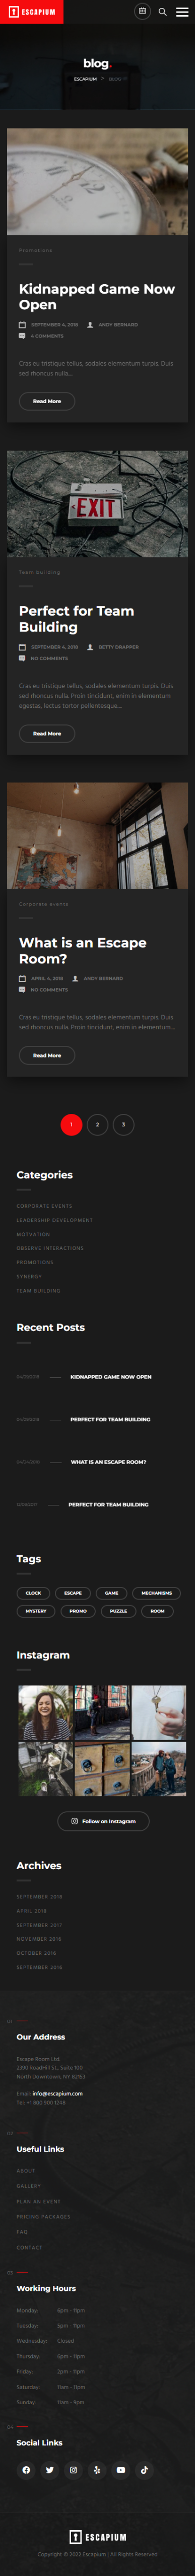 ESCAPIUM
blog.
ESCAPIUM > BLOG
Promotions
Kidnapped Game Now
Open
SEPTEMBER 4, 2018 ANDY BERNARD
4 COMMENTS
Cras eu tristique tellus, sodales elementum turpis. Duis
sed rhoncus nulla....
Read More
EXIT
Team building
Perfect for Team
Building
SEPTEMBER 4, 2018 BETTY DRAPPER
NO COMMENTS
Cras eu tristique tellus, sodales elementum turpis. Duis
sed rhoncus nulla. Proin tincidunt, enim in elementum
egestas, lectus tortor pellentesque....
Read More
Corporate events
What is an Escape
Room?
APRIL 4, 2018 ANDY BERNARD
NO COMMENTS
Cras eu tristique tellus, sodales elementum turpis. Duis
sed rhoncus nulla. Proin tincidunt, enim in elementum....
Read More
1 2 3
Categories
CORPORATE EVENTS
LEADERSHIP DEVELOPMENT
MOTIVATION
OBSERVE INTERACTIONS
PROMOTIONS
SYNERGY
TEAM BUILDING
Recent Posts
KIDNAPPED GAME NOW OPEN
PERFECT FOR TEAM BUILDING
WHAT IS AN ESCAPE ROOM?
PERFECT FOR TEAM BUILDING
Tags
CLOCK ESCAPE GAME MECHANISMS
MYSTERY PROMO PUZZLE ROOM
Instagram
Follow on Instagram
Archives
SEPTEMBER 2018
APRIL 2018
SEPTEMBER 2017
NOVEMBER 2016
OCTOBER 2016
SEPTEMBER 2016
01
Our Address
Escape Room Ltd.
2290 Roadhill St., Suite 100
North Downtown, NY 82153
Email: info@escapium.com
Tel.: +1 800 500 1248
02
Useful Links
ABOUT
GALLERY
PLAN AN EVENT
PRICING PACKAGES
FAQ
CONTACT
03
Working Hours
Monday: 5pm - 11pm
Tuesday: 5pm - 11pm
Wednesday: Closed
Thursday: 6pm - 11pm
Friday: 2pm - 11pm
Saturday: 11am - 11pm
Sunday: 11am - 9pm
04
Social Links
ESCAPIUM
Copyright © 2022 Escapium | All Rights Reserved